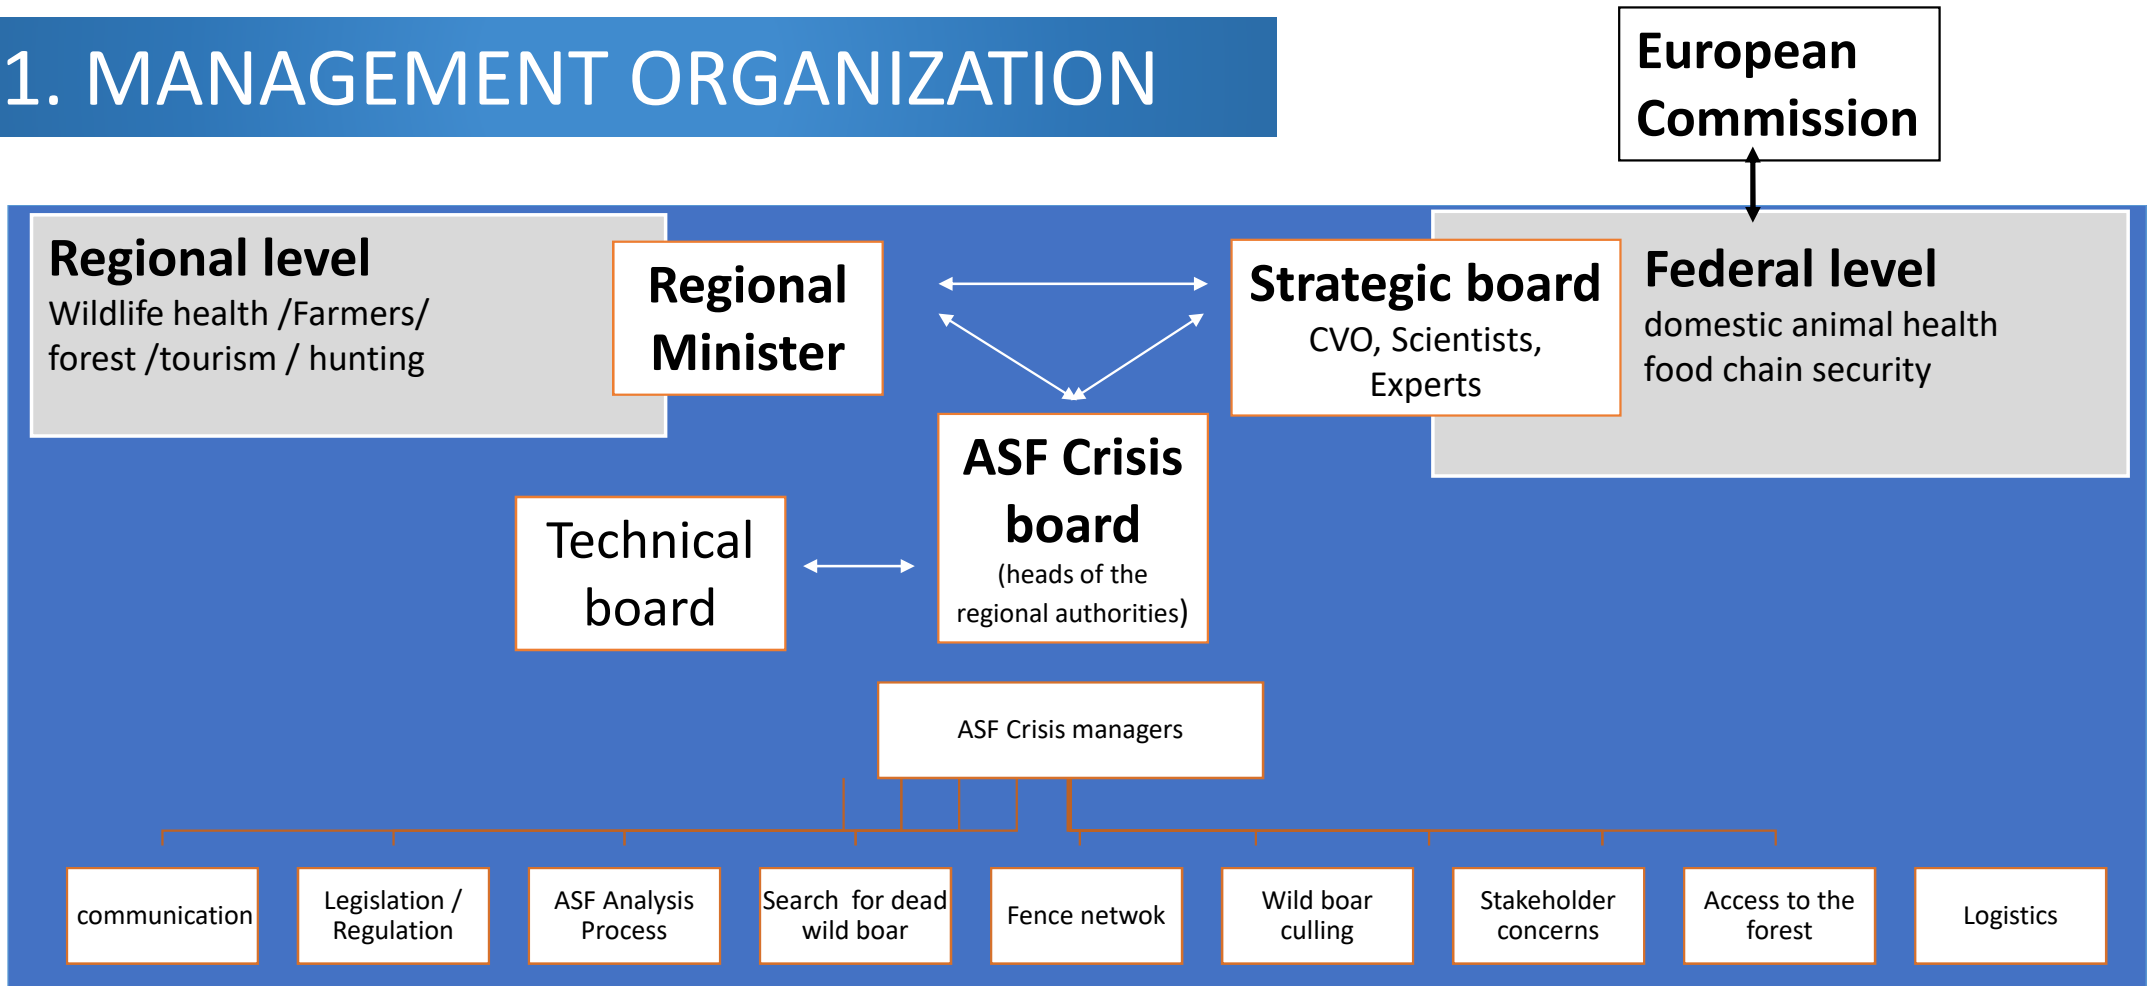 1. MANAGEMENT ORGANIZATION
European
Commission
Regional level
Wildlife health /Farmers/
forest /tourism / hunting
Regional
Minister
Strategic board
CVO, Scientists,
Experts
Federal level
domestic animal health
food chain security
ASF Crisis
board
(heads of the
regional authorities)
Technical
board
ASF Crisis managers
communication
Legislation /
Regulation
ASF Analysis
Process
Search for dead
wild boar
Fence netwok
Wild boar
culling
Stakeholder
concerns
Access to the
forest
Logistics